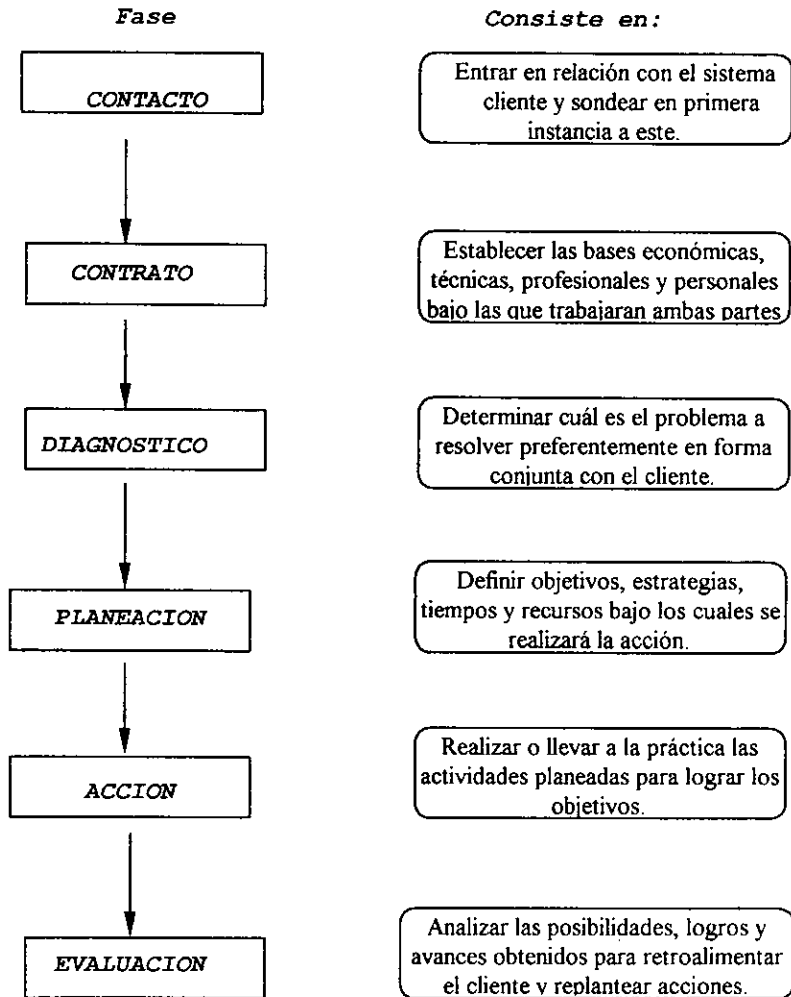 Fase
Consiste en:
CONTACTO
Entrar en relación con el sistema
cliente y sondear en primera
instancia a este.
CONTRATO
Establecer las bases económicas,
técnicas, profesionales y personales
bajo las que trabajaran ambas partes
DIAGNOSTICO
Determinar cuál es el problema a
resolver preferentemente en forma
conjunta con el cliente.
PLANEACION
Definir objetivos, estrategias,
tiempos y recursos bajo los cuales se
realizará la acción.
ACCION
Realizar o llevar a la práctica las
actividades planeadas para lograr los
objetivos.
EVALUACION
Analizar las posibilidades, logros y
avances obtenidos para retroalimentar
el cliente y replantear acciones.